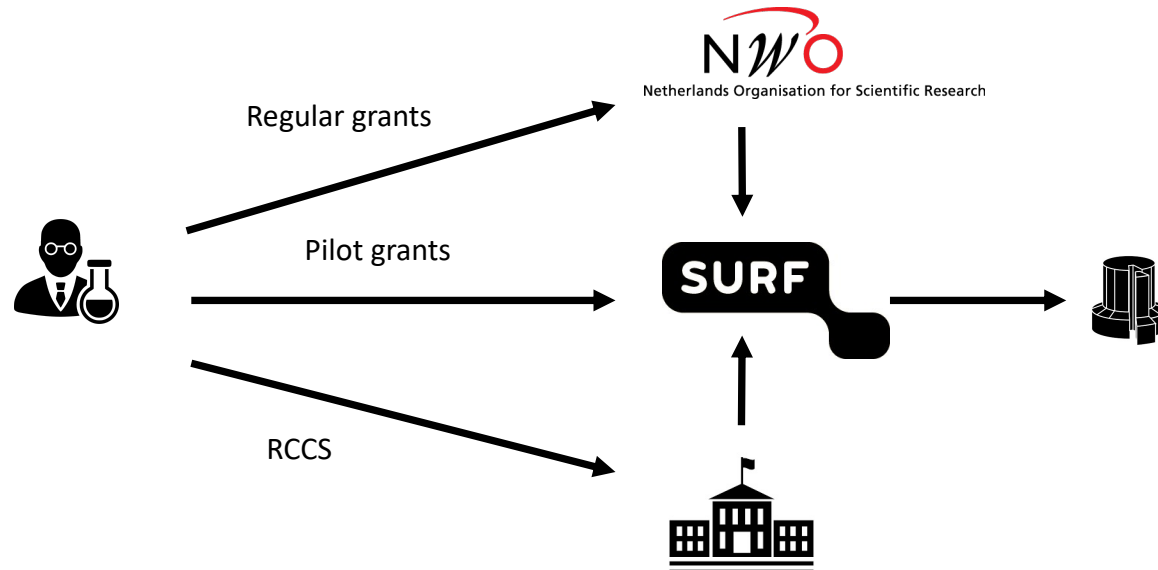 NWO
Netherlands Organisation for Scientific Research
Regular grants
Pilot grants
SURF
RCCS